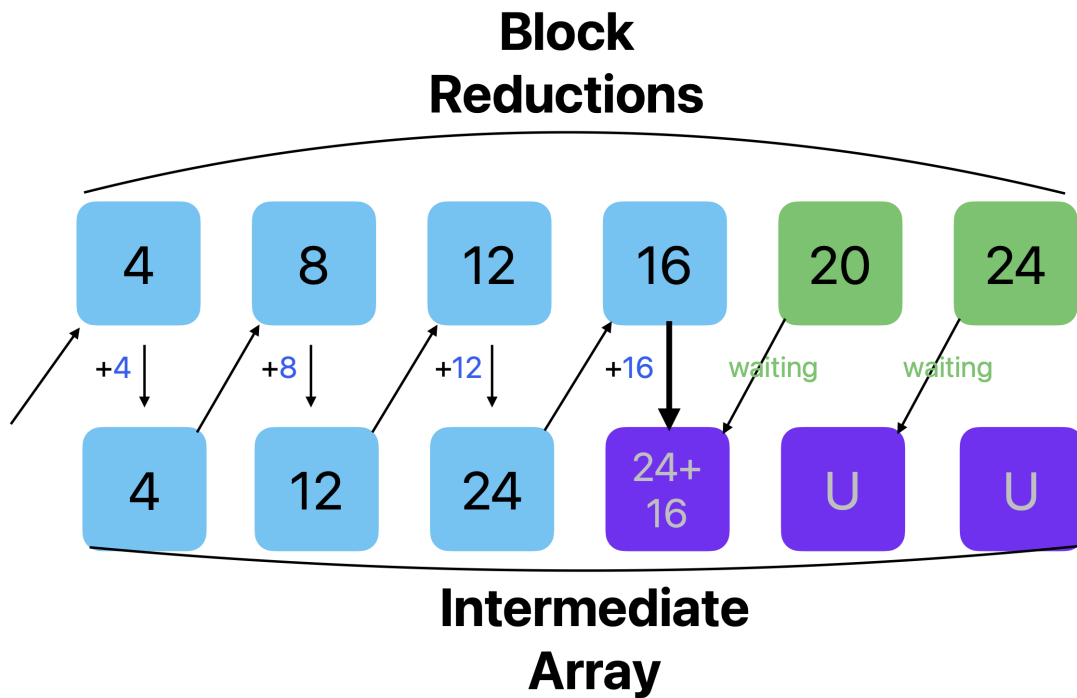 Block
Reductions
4 8 12 16 20 24
+4 +8 +12 +16 waiting waiting
4 12 24 24+
16 U U
Intermediate
Array